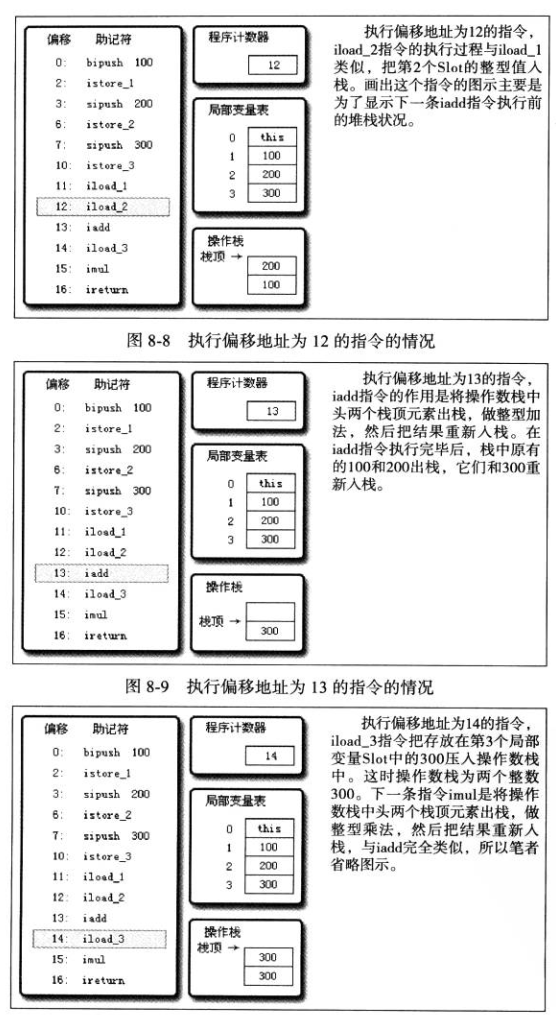 偏移 助记符
0: bipush 100
2: istore_1
3: sipush 200
6: istore_2
7: sipush 300
10: istore_3
11: iload_1
12: iload_2
13: iadd
14: iload_3
15: imul
16: ireturn
程序计数器
12
局部变量表
0 this
1 100
2 200
3 300
操作栈
栈顶 →
200
100
执行偏移地址为12的指令，
iload_2指令的执行过程与iload_1
类似，把第2个Slot的整型值入
栈。画出这个指令的图示主要是
为了显示下一条iadd指令执行前
的堆栈状况。
图 8-8 执行偏移地址为 12 的指令的情况
偏移 助记符
0: bipush 100
2: istore_1
3: sipush 200
6: istore_2
7: sipush 300
10: istore_3
11: iload_1
12: iload_2
13: iadd
14: iload_3
15: imul
16: ireturn
程序计数器
13
局部变量表
0 this
1 100
2 200
3 300
操作栈
栈顶 →
300
执行偏移地址为13的指令，
iadd指令的作用是将操作数栈中
头两个栈顶元素出栈，做整型加
法，然后把结果重新入栈。在
iadd指令执行完毕后，栈中原有
的100和200出栈，它们和300重
新入栈。
图 8-9 执行偏移地址为 13 的指令的情况
偏移 助记符
0: bipush 100
2: istore_1
3: sipush 200
6: istore_2
7: sipush 300
10: istore_3
11: iload_1
12: iload_2
13: iadd
14: iload_3
15: imul
16: ireturn
程序计数器
14
局部变量表
0 this
1 100
2 200
3 300
操作栈
栈顶 →
300
300
执行偏移地址为14的指令，
iload_3指令把存放在第3个局部
变量Slot中的300压入操作数栈
中。这时操作数栈为两个整数
300。下一条指令imul是将操作
数栈中头两个栈顶元素出栈，做
整型乘法，然后把结果重新入
栈，与iadd完全类似，所以笔者
省略图示。